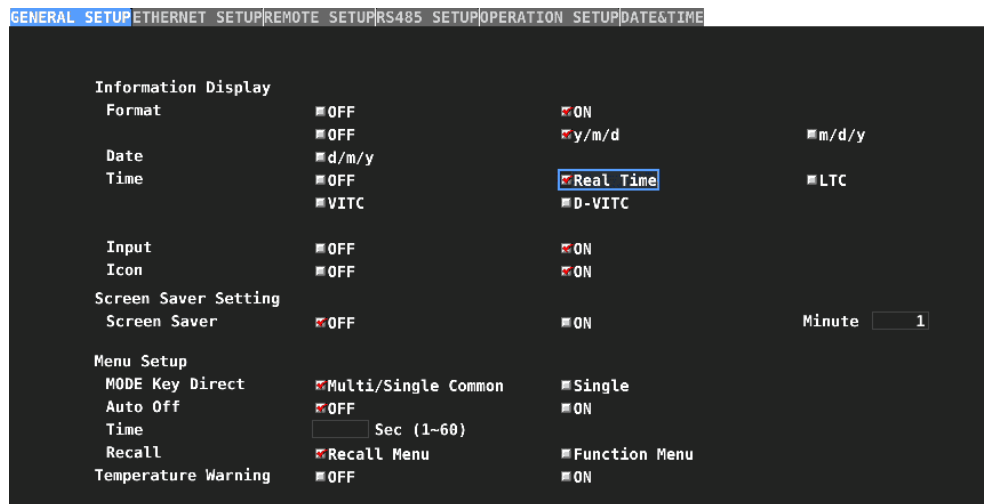 GENERAL SETUP ETHERNET SETUP REMOTE SETUP RS485 SETUP OPERATION SETUP DATE&TIME
Information Display
Format OFF ON
OFF y/m/d m/d/y
Date d/m/y
Time OFF Real Time LTC
VITC D-VITC
Input OFF ON
Icon OFF ON
Screen Saver Setting
Screen Saver OFF ON Minute 1
Menu Setup
MODE Key Direct Multi/Single Common Single
Auto Off OFF ON
Time Sec (1~60)
Recall Recall Menu Function Menu
Temperature Warning OFF ON